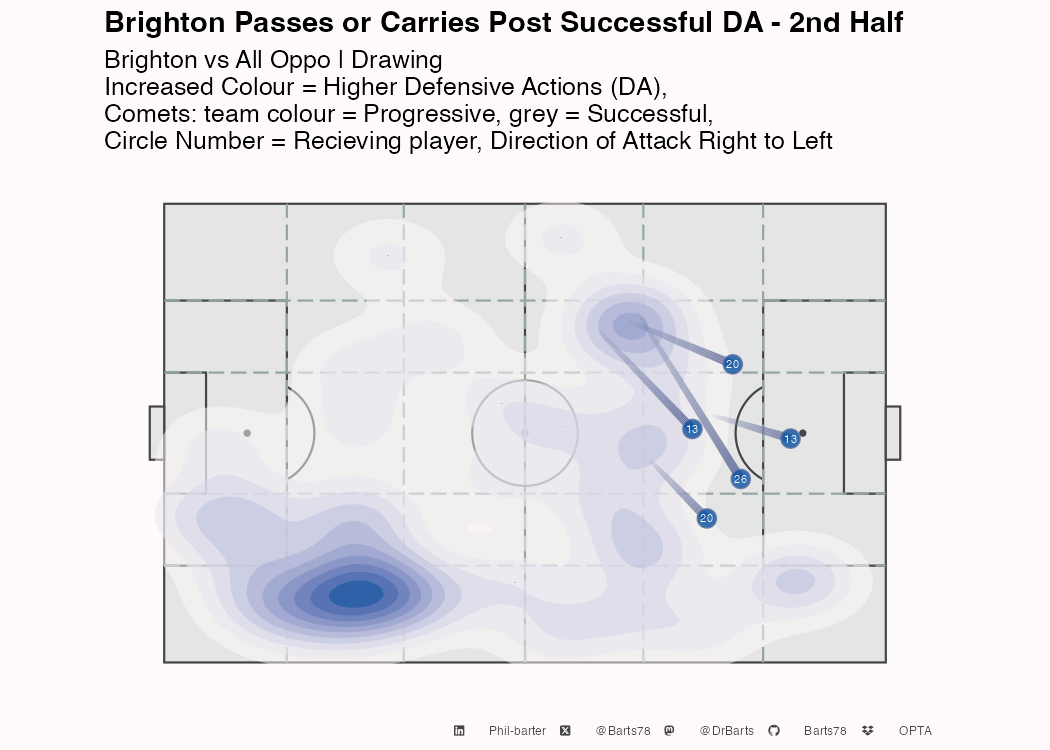 Brighton Passes or Carries Post Successful DA - 2nd Half
Brighton vs All Oppo | Drawing
Increased Colour = Higher Defensive Actions (DA),
Comets: team colour = Progressive, grey = Successful,
Circle Number = Recieving player, Direction of Attack Right to Left
20
13
13
26
20
Phil-barter @Barts78 @DrBarts Barts78 OPTA